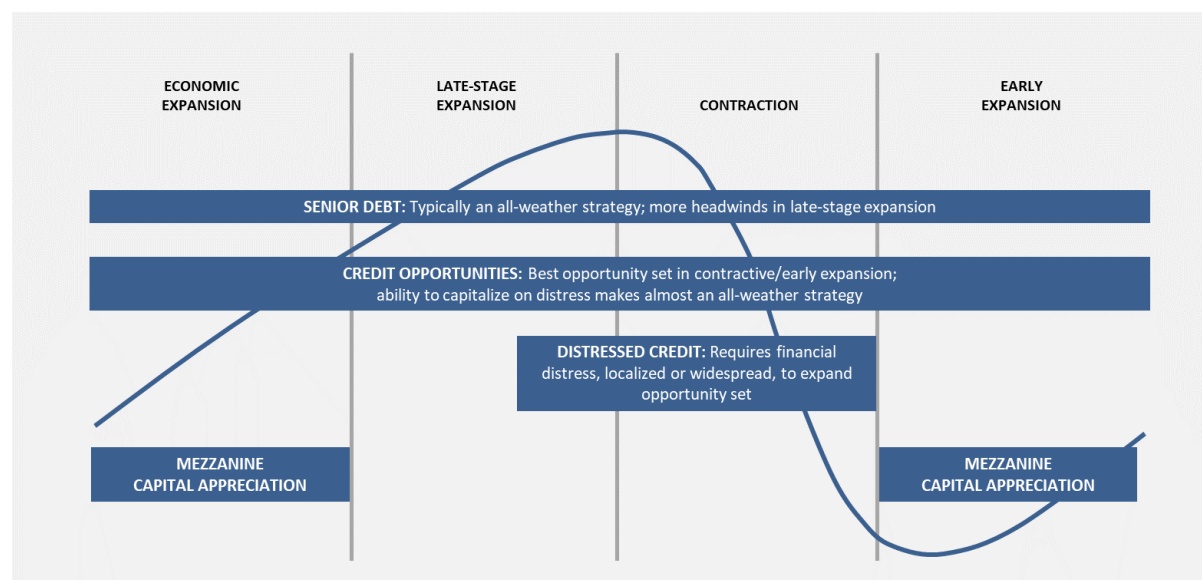 ECONOMIC
EXPANSION
LATE-STAGE
EXPANSION
CONTRACTION
EARLY
EXPANSION
SENIOR DEBT: Typically an all-weather strategy; more headwinds in late-stage expansion
CREDIT OPPORTUNITIES: Best opportunity set in contractive/early expansion;
ability to capitalize on distress makes almost an all-weather strategy
DISTRESSED CREDIT: Requires financial
distress, localized or widespread, to expand
opportunity set
MEZZANINE
CAPITAL APPRECIATION
MEZZANINE
CAPITAL APPRECIATION